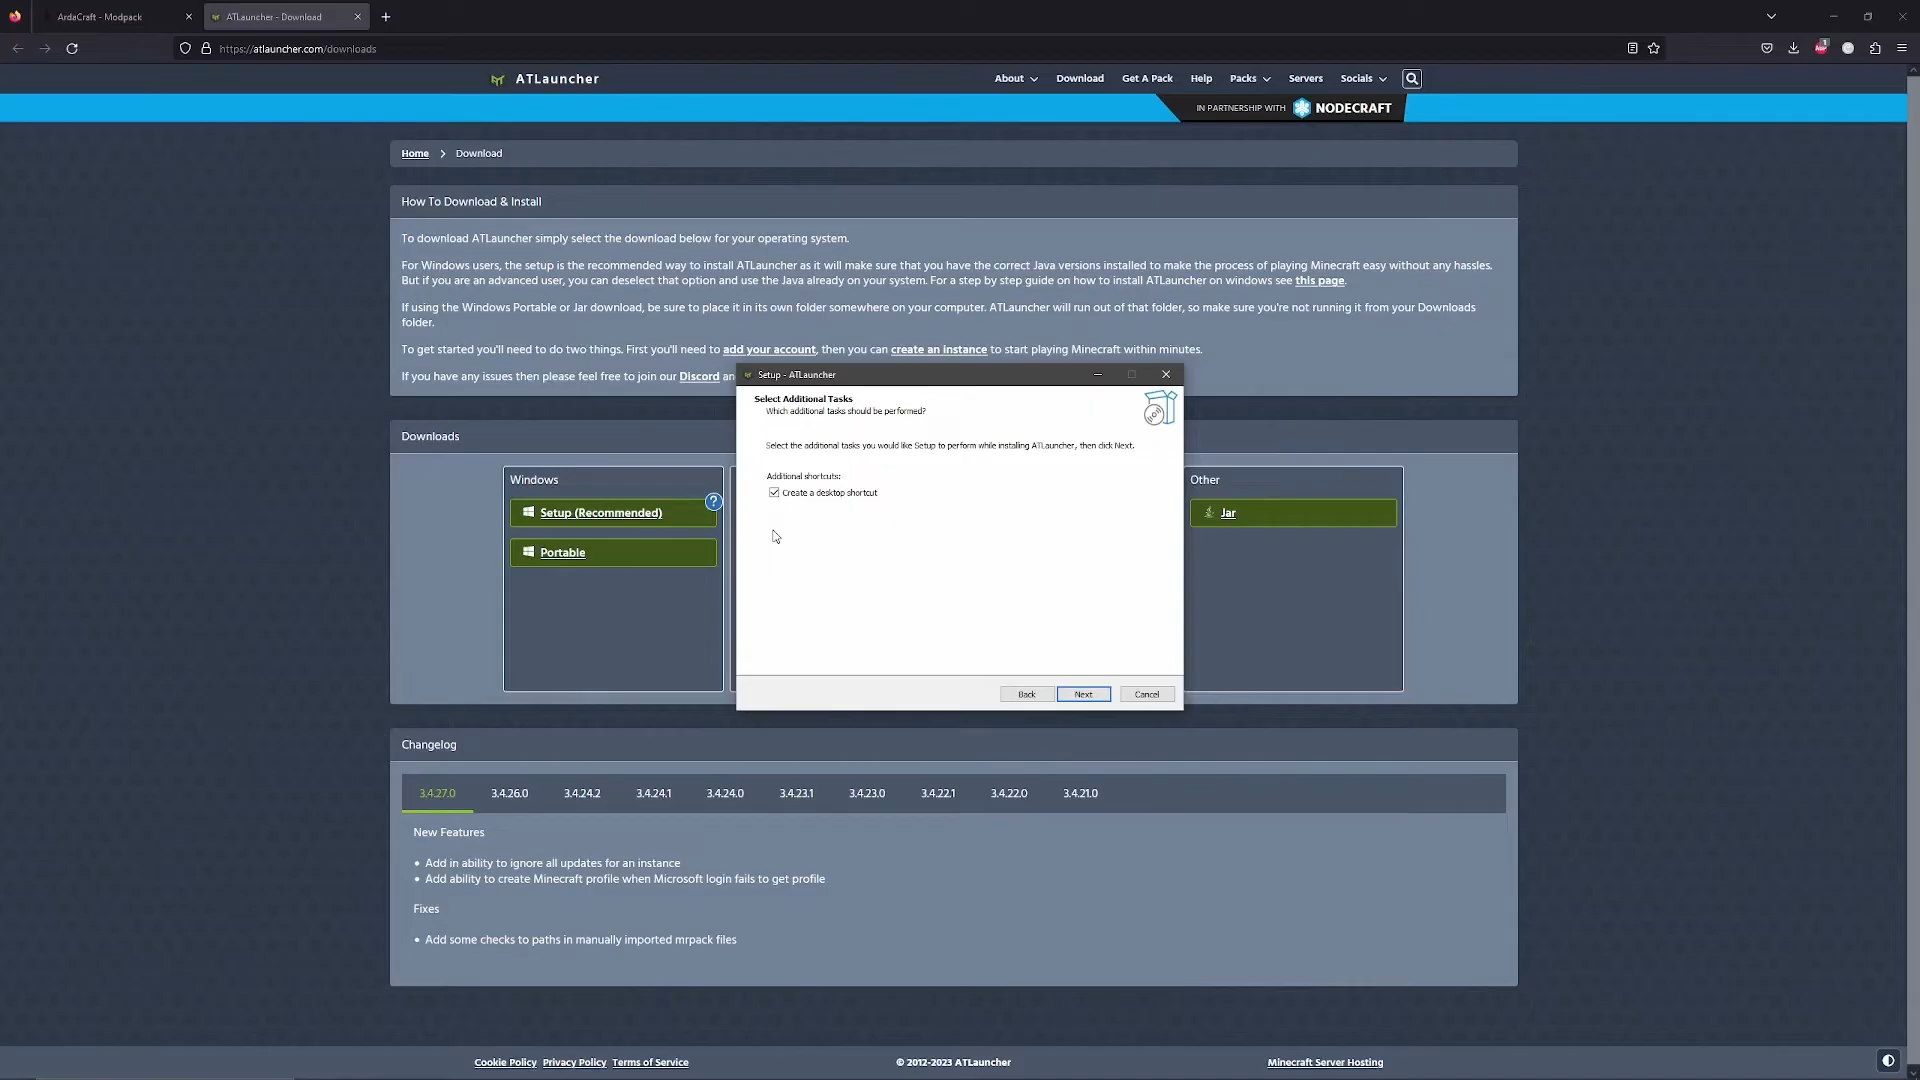 ArdaCraft - Modpack
ATLauncher - Download
https://atlauncher.com/downloads
1
ATLauncher
About
Download
Get A Pack
Help
Packs
Servers
Socials
IN PARTNERSHIP WITH
NODECRAFT
Home
Download
How To Download & Install
To download ATLauncher simply select the download below for your operating system.
For Windows users, the setup is the recommended way to install ATLauncher as it will make sure that you have the correct Java versions installed to make the process of playing Minecraft easy without any hassles.
But if you are an advanced user, you can deselect that option and use the Java already on your system. For a step by step guide on how to install ATLauncher on windows see this page.
If using the Windows Portable or Jar download, be sure to place it in its own folder somewhere on your computer. ATLauncher will run out of that folder, so make sure you're not running it from your Downloads
folder.
To get started you'll need to do two things. First you'll need to add your account, then you can create an instance to start playing Minecraft within minutes.
If you have any issues then please feel free to join our Discord an
Setup - ATLauncher
Select Additional Tasks
Which additional tasks should be performed?
Select the additional tasks you would like Setup to perform while installing ATLauncher, then click Next.
Additional shortcuts:
Create a desktop shortcut
Back
Next
Cancel
Downloads
Windows
?
Setup (Recommended)
Portable
Other
Jar
Changelog
3.4.27.0
3.4.26.0
3.4.24.2
3.4.24.1
3.4.24.0
3.4.23.1
3.4.23.0
3.4.22.1
3.4.22.0
3.4.21.0
New Features
• Add in ability to ignore all updates for an instance
• Add ability to create Minecraft profile when Microsoft login fails to get profile
Fixes
• Add some checks to paths in manually imported mrpack files
Cookie Policy
Privacy Policy
Terms of Service
© 2012-2023 ATLauncher
Minecraft Server Hosting